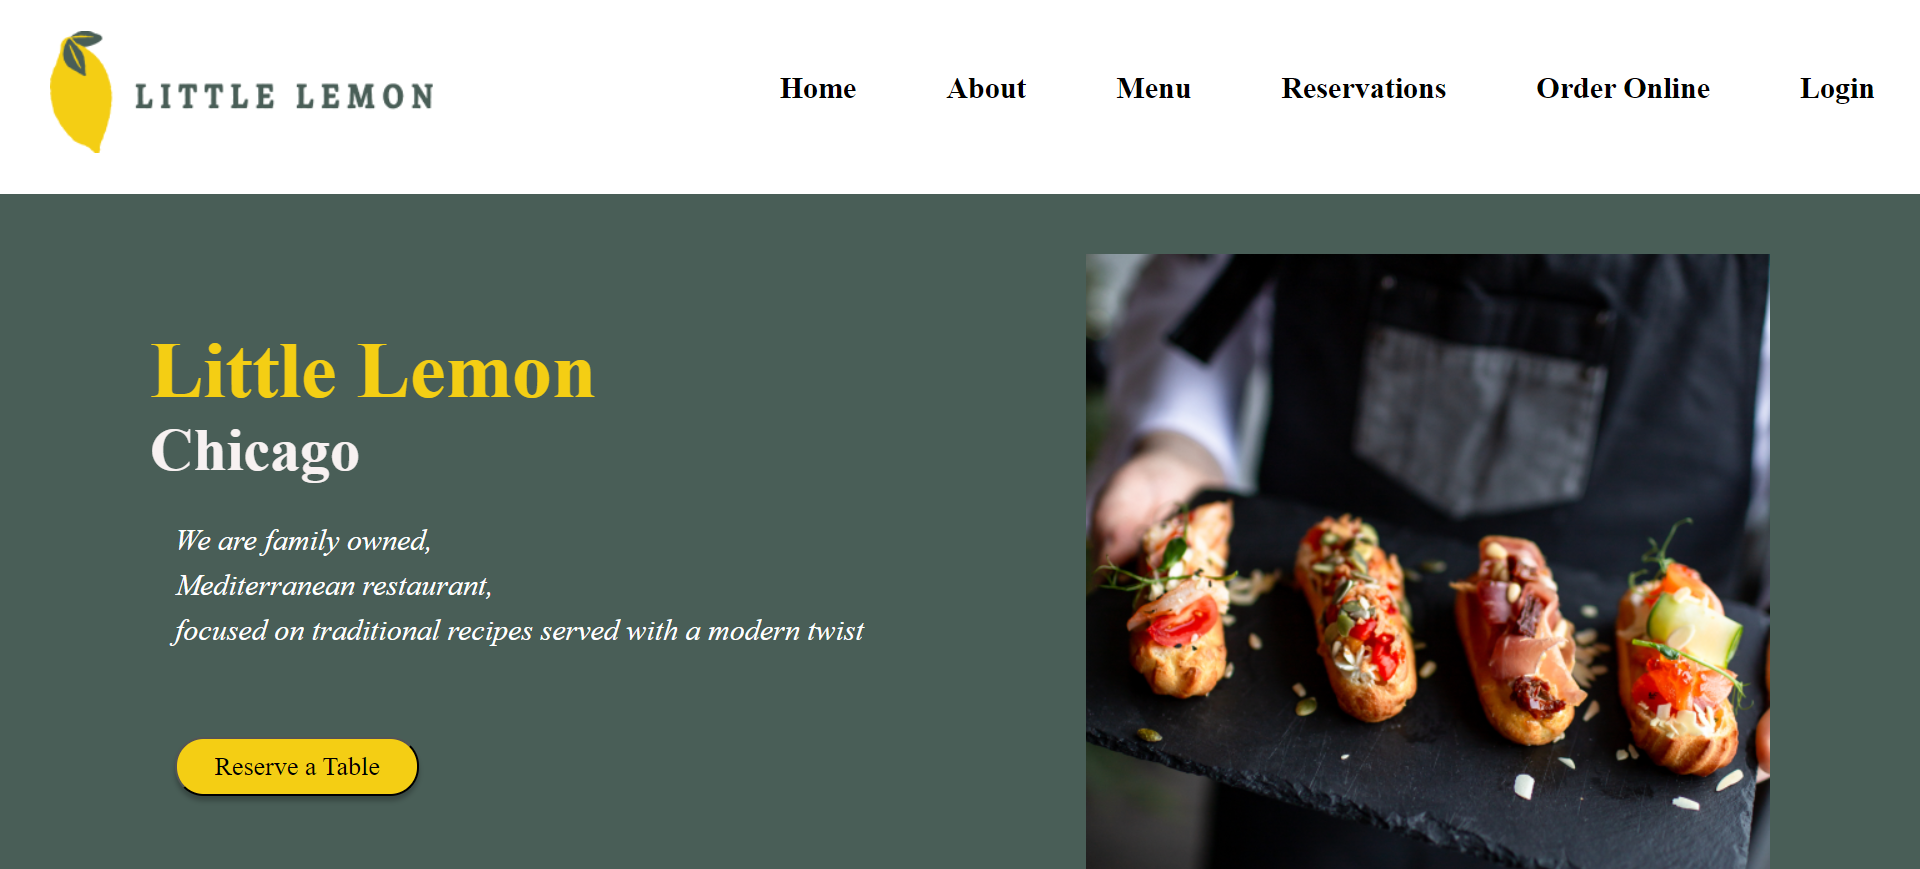 LITTLE LEMON
Home About Menu Reservations Order Online Login
Little Lemon
Chicago
We are family owned,
Mediterranean restaurant,
focused on traditional recipes served with a modern twist
Reserve a Table